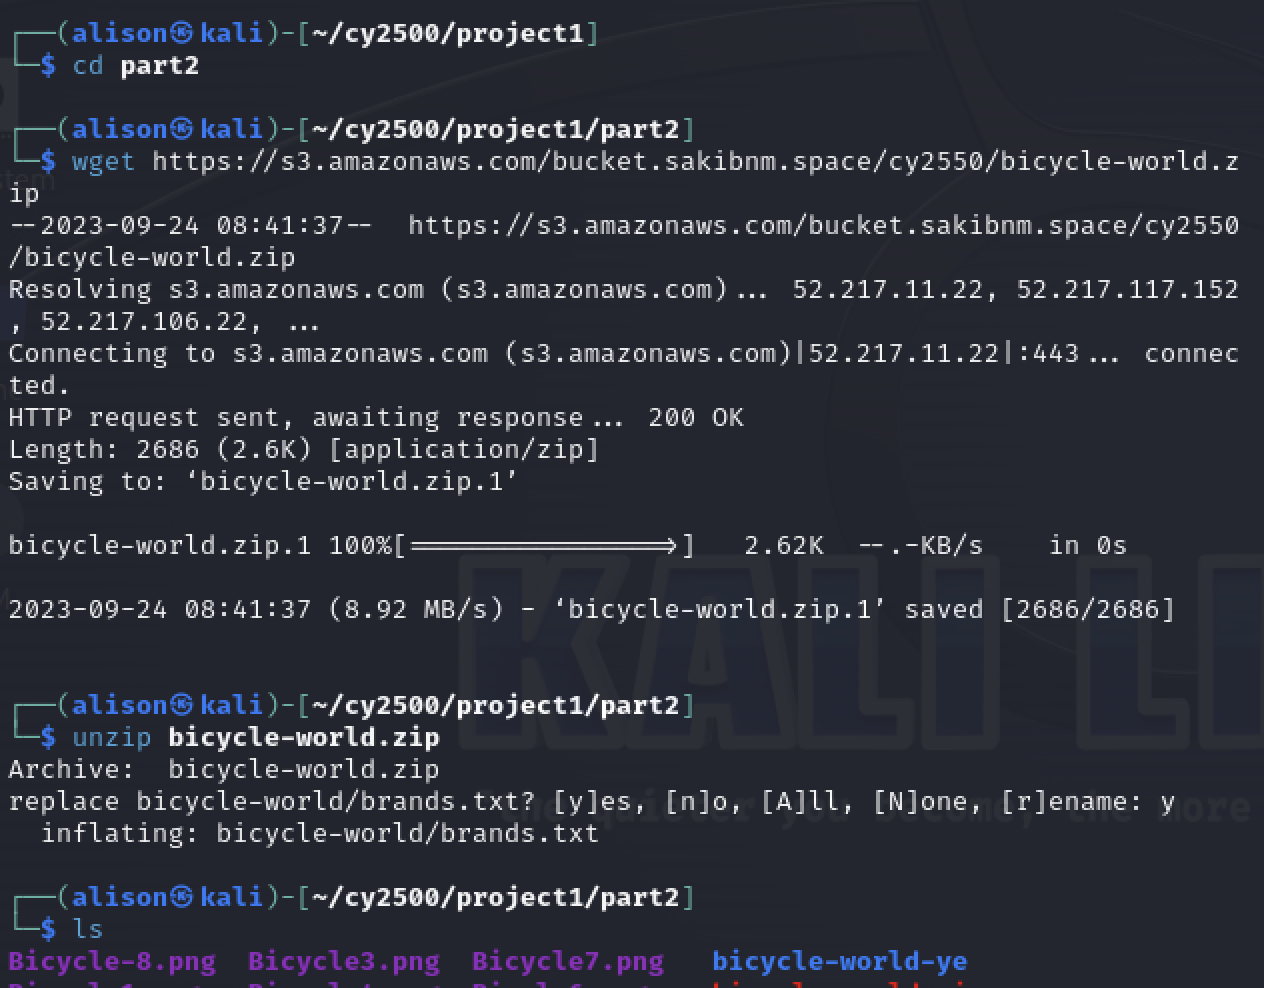 ┌──(alison㉿kali)-[~/cy2500/project1]
└─$ cd part2
┌──(alison㉿kali)-[~/cy2500/project1/part2]
└─$ wget https://s3.amazonaws.com/bucket.sakibnm.space/cy2550/bicycle-world.z
ip
--2023-09-24 08:41:37--  https://s3.amazonaws.com/bucket.sakibnm.space/cy2550
/bicycle-world.zip
Resolving s3.amazonaws.com (s3.amazonaws.com)... 52.217.11.22, 52.217.117.152
, 52.217.106.22, ...
Connecting to s3.amazonaws.com (s3.amazonaws.com)|52.217.11.22|:443... connec
ted.
HTTP request sent, awaiting response... 200 OK
Length: 2686 (2.6K) [application/zip]
Saving to: ‘bicycle-world.zip.1’
bicycle-world.zip.1 100%[=================>]   2.62K  --.-KB/s    in 0s
2023-09-24 08:41:37 (8.92 MB/s) - ‘bicycle-world.zip.1’ saved [2686/2686]
┌──(alison㉿kali)-[~/cy2500/project1/part2]
└─$ unzip bicycle-world.zip
Archive:  bicycle-world.zip
replace bicycle-world/brands.txt? [y]es, [n]o, [A]ll, [N]one, [r]ename: y
  inflating: bicycle-world/brands.txt
┌──(alison㉿kali)-[~/cy2500/project1/part2]
└─$ ls
Bicycle-8.png  Bicycle3.png  Bicycle7.png   bicycle-world-ye
KALI LI